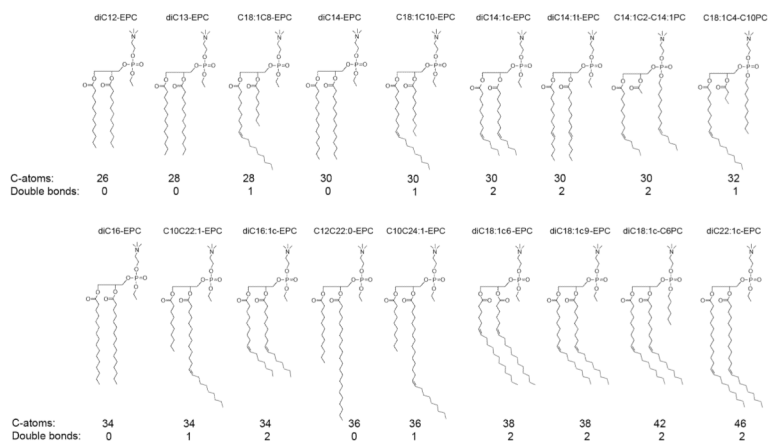 diC12-EPC diC13-EPC C18:1C8-EPC diC14-EPC C18:1C10-EPC diC14:1c-EPC diC14:1t-EPC C14:1C2-C14:1PC C18:1C4-C10PC
C-atoms: 26 28 28 30 30 30 30 30 32
Double bonds: 0 0 1 0 1 2 2 2 1
diC16-EPC C10C22:1-EPC diC16:1c-EPC C12C22:0-EPC C10C24:1-EPC diC18:1c6-EPC diC18:1c9-EPC diC18:1c-C6PC diC22:1c-EPC
C-atoms: 34 34 34 36 36 38 38 42 46
Double bonds: 0 1 2 0 1 2 2 2 2